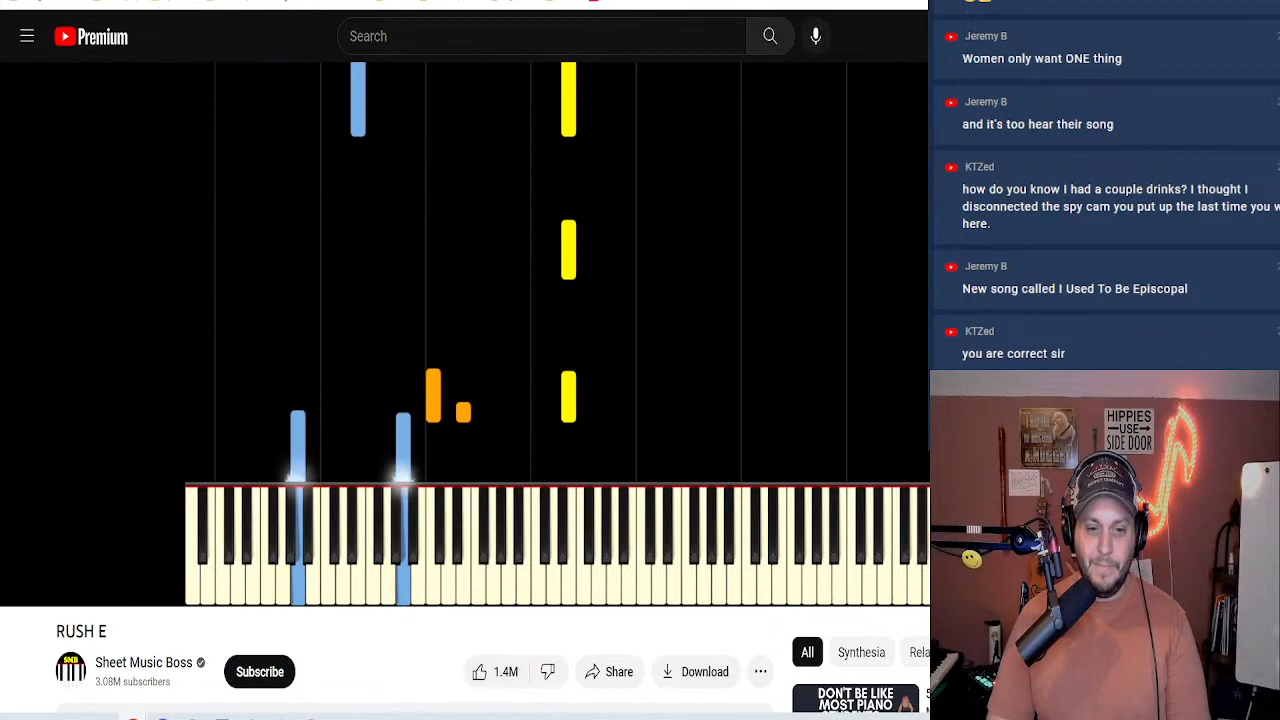 Premium
Search
RUSH E
SMB
Sheet Music Boss
3.08M subscribers
Subscribe
1.4M
Share
Download
All
Synthesia
Rela
DON'T BE LIKE
MOST PIANO
Jeremy B
Women only want ONE thing
Jeremy B
and it's too hear their song
KTZed
how do you know I had a couple drinks? I thought I
disconnected the spy cam you put up the last time you w
here.
Jeremy B
New song called I Used To Be Episcopal
KTZed
you are correct sir
HIPPIES
USE
SIDE DOOR